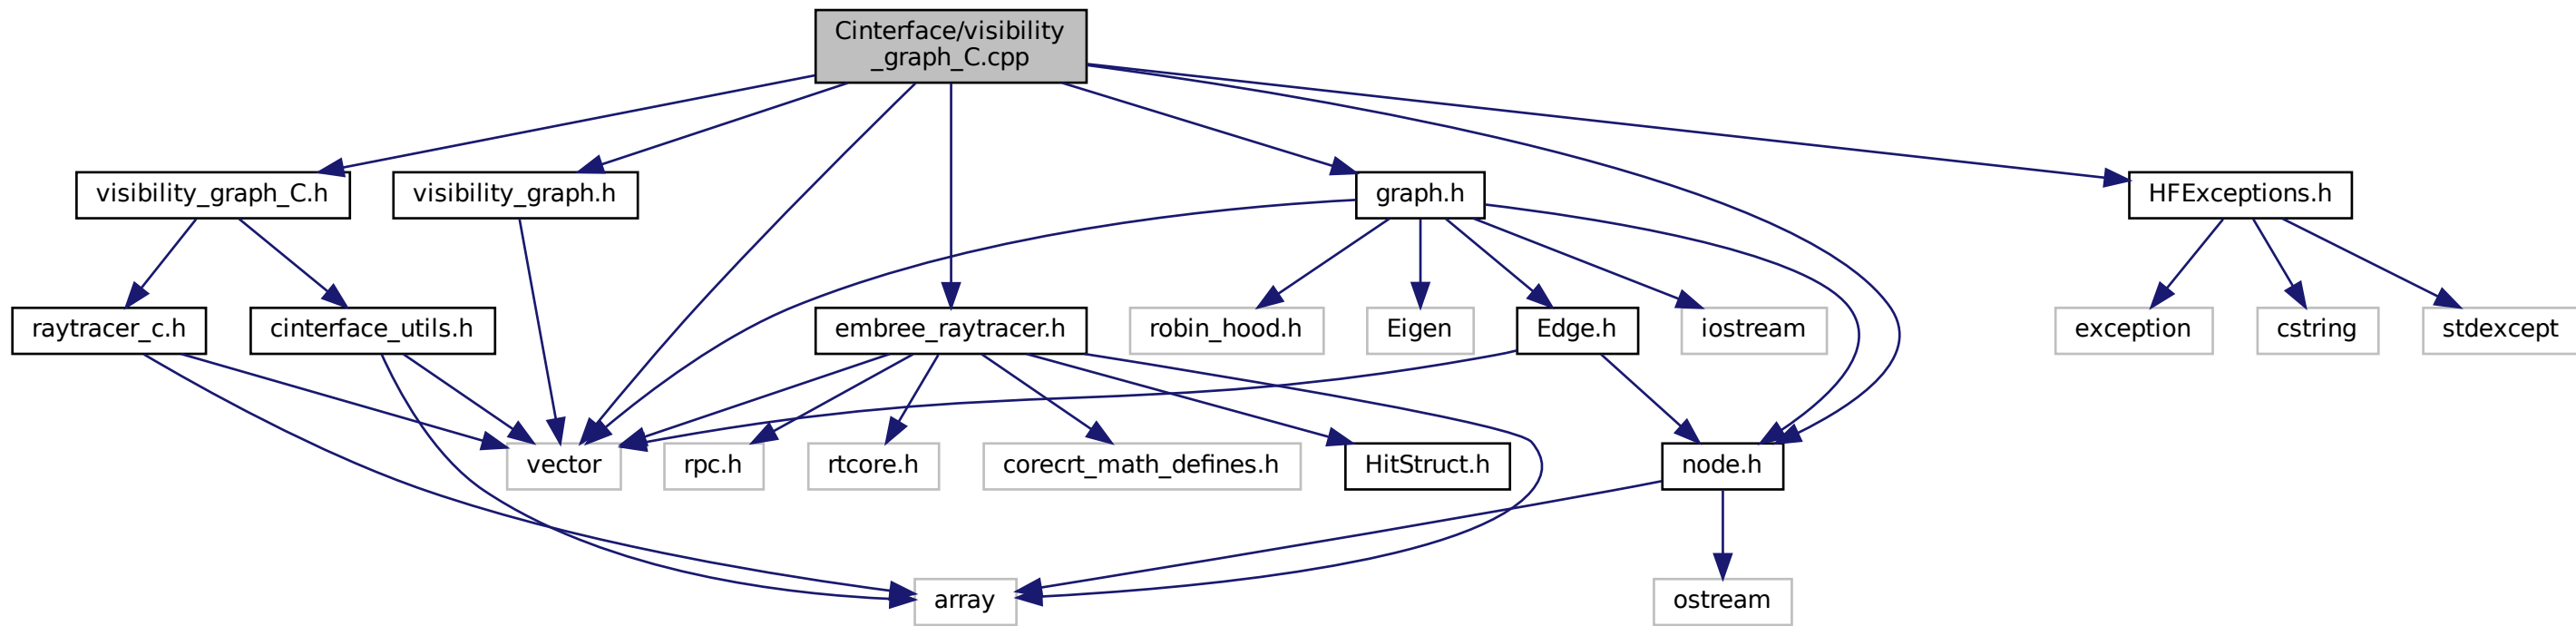 Cinterface/visibility
_graph_C.cpp
visibility_graph_C.h
visibility_graph.h
graph.h
HFExceptions.h
raytracer_c.h
cinterface_utils.h
embree_raytracer.h
robin_hood.h
Eigen
Edge.h
iostream
exception
cstring
stdexcept
vector
rpc.h
rtcore.h
corecrt_math_defines.h
HitStruct.h
node.h
array
ostream